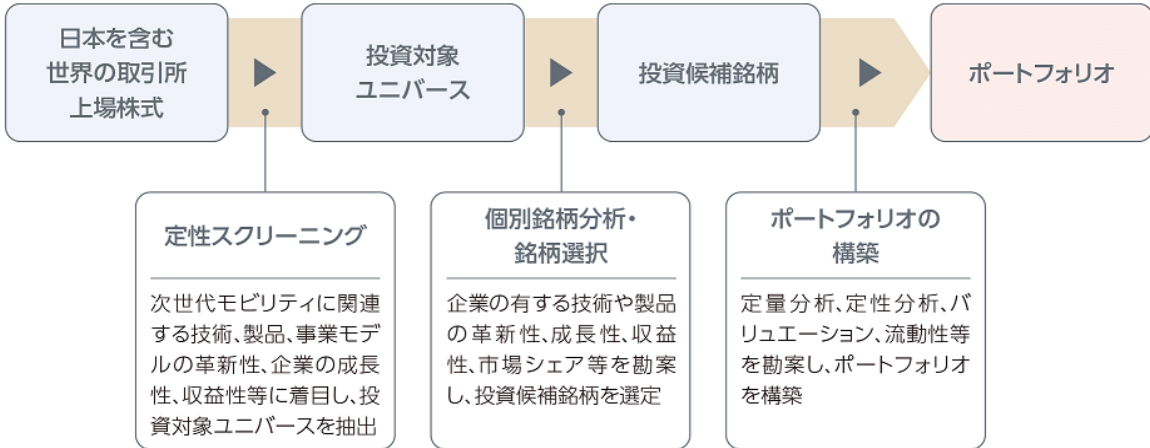 日本を含む
世界の取引所
上場株式
投資対象
ユニバース
投資候補銘柄
ポートフォリオ
定性スクリーニング
次世代モビリティに関連
する技術、製品、事業モデ
ルの革新性、企業の成長
性、収益性等に着目し、投
資対象ユニバースを抽出
個別銘柄分析・
銘柄選択
企業の有する技術や製品
の革新性、成長性、収益
性、市場シェア等を勘案
し、投資候補銘柄を選定
ポートフォリオの
構築
定量分析、定性分析、バ
リュエーション、流動性等
を勘案し、ポートフォリオ
を構築